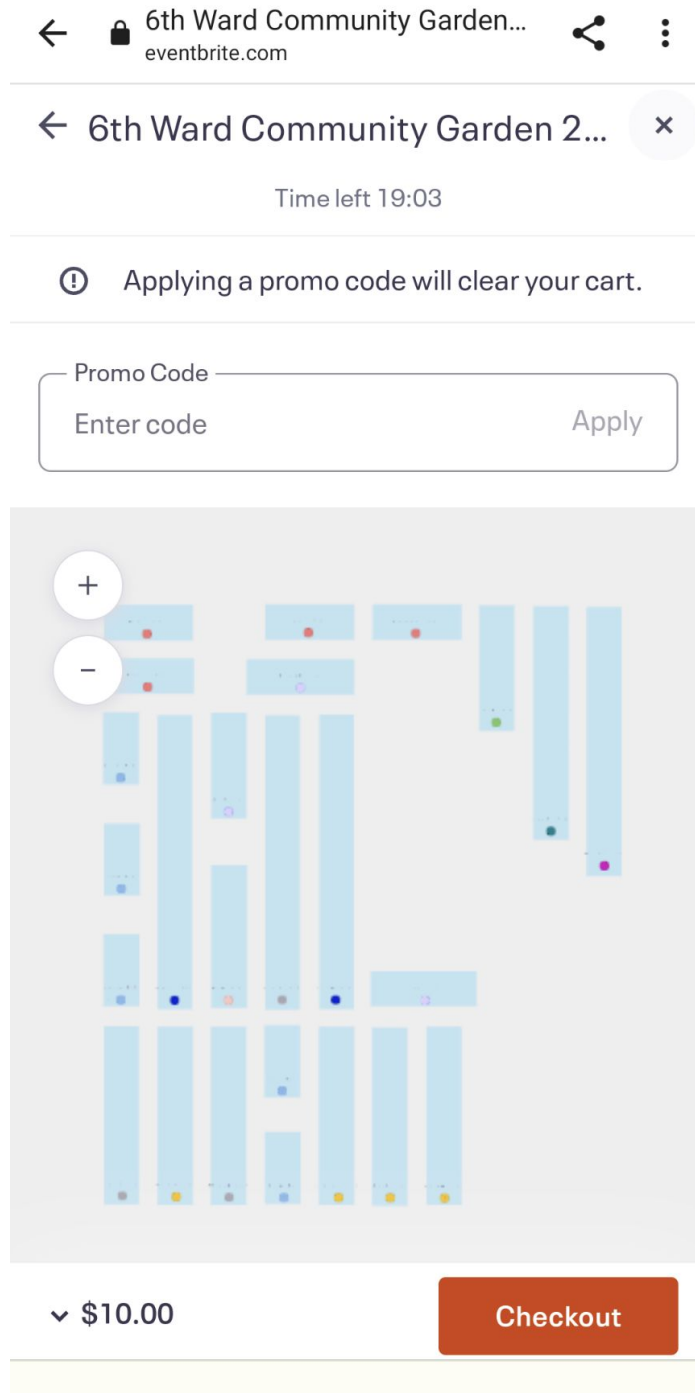 6th Ward Community Garden...
eventbrite.com
6th Ward Community Garden 2...
Time left 19:03
Applying a promo code will clear your cart.
Promo Code
Enter code
Apply
+
−
$10.00
Checkout